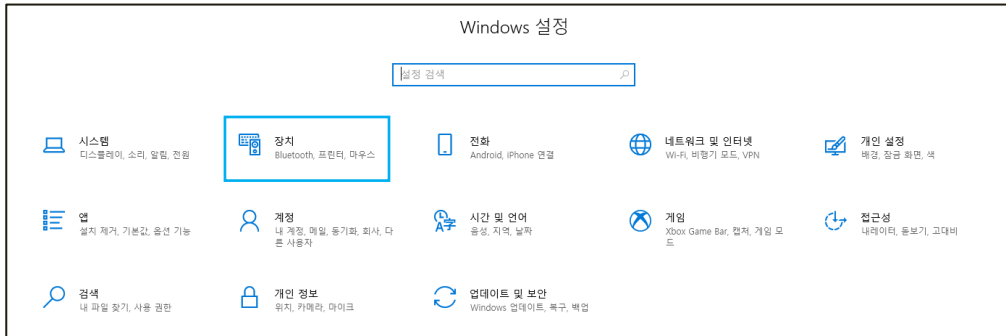 Windows 설정
설정 검색
시스템
디스플레이, 소리, 알림, 전원
장치
Bluetooth, 프린터, 마우스
전화
Android, iPhone 연결
네트워크 및 인터넷
Wi-Fi, 비행기 모드, VPN
개인 설정
배경, 잠금 화면, 색
앱
설치 제거, 기본값, 옵션 기능
계정
내 계정, 메일, 동기화, 회사, 다
른 사용자
시간 및 언어
음성, 지역, 날짜
게임
Xbox Game Bar, 캡처, 게임 모
드
접근성
내레이터, 돋보기, 고대비
검색
내 파일 찾기, 사용 권한
개인 정보
위치, 카메라, 마이크
업데이트 및 보안
Windows 업데이트, 복구, 백업